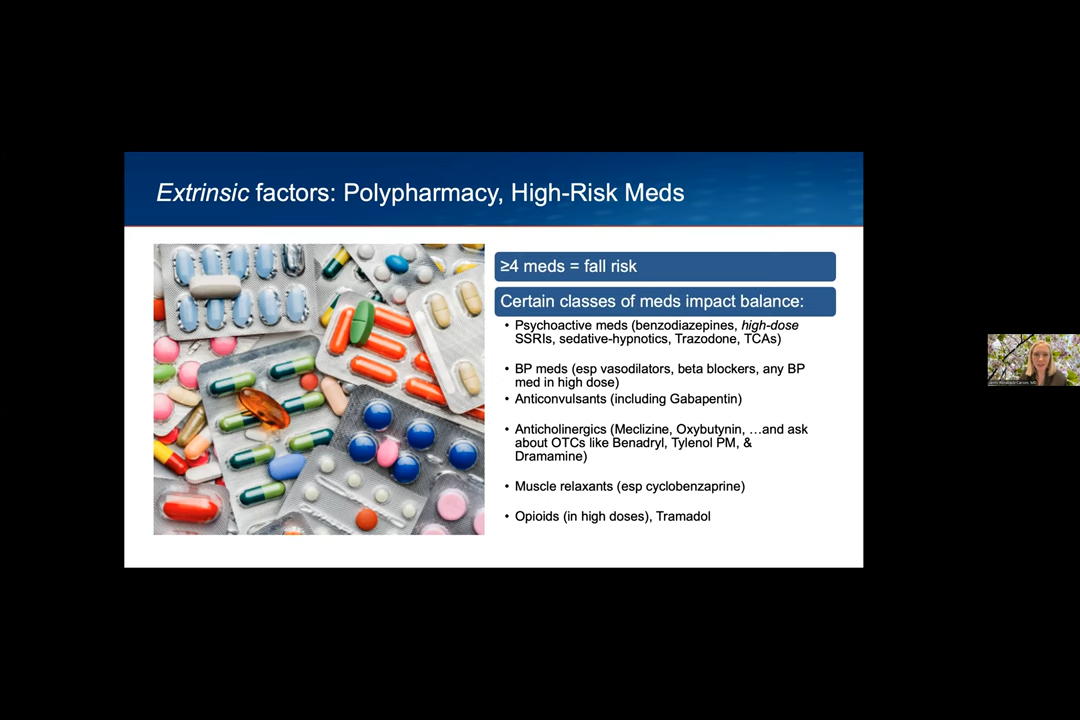 Extrinsic factors: Polypharmacy, High-Risk Meds
≥4 meds = fall risk
Certain classes of meds impact balance:
• Psychoactive meds (benzodiazepines, high-dose
SSRIs, sedative-hypnotics, Trazodone, TCAs)
• BP meds (esp vasodilators, beta blockers, any BP
med in high dose)
• Anticonvulsants (including Gabapentin)
• Anticholinergics (Meclizine, Oxybutynin, …and ask
about OTCs like Benadryl, Tylenol PM, &
Dramamine)
• Muscle relaxants (esp cyclobenzaprine)
• Opioids (in high doses), Tramadol